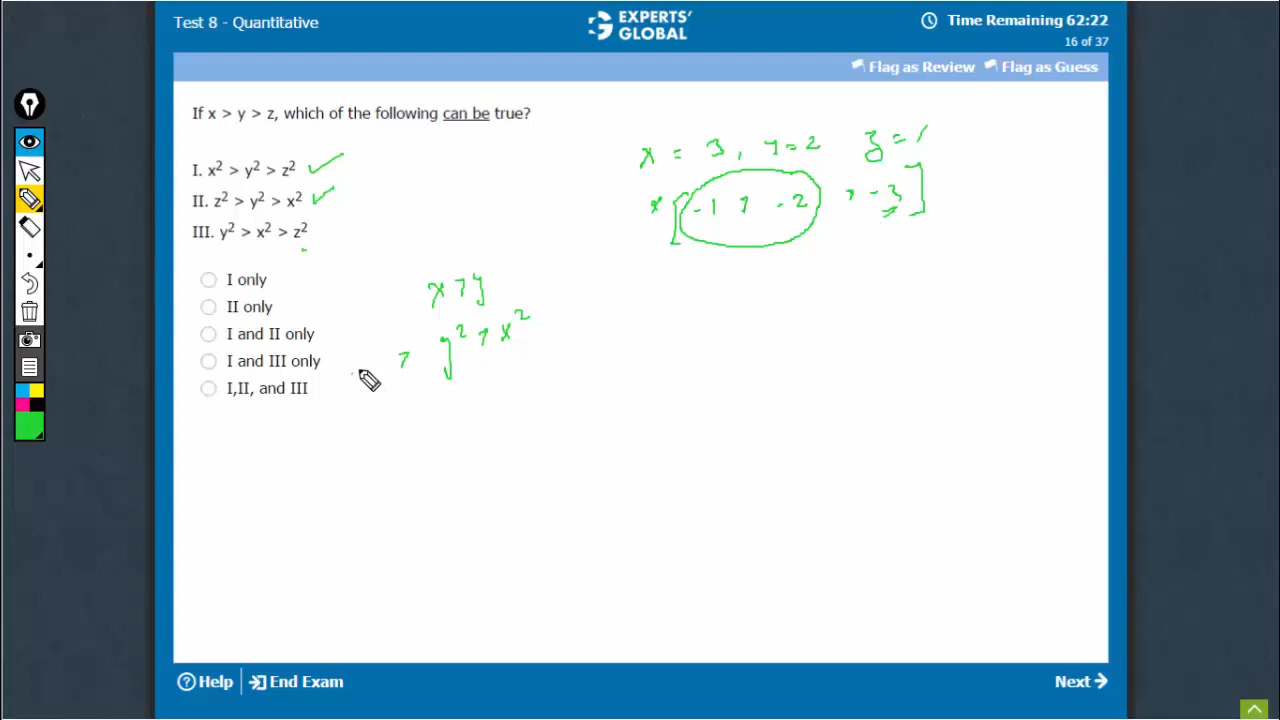 Test 8 - Quantitative
EXPERTS'
GLOBAL
Time Remaining 62:22
16 of 37
Flag as Review
Flag as Guess
If x > y > z, which of the following can be true?
I. x² > y² > z²
II. z² > y² > x²
III. y² > x² > z²
I only
II only
I and II only
I and III only
I,II, and III
x = 3, y = 2 z = 1
x [-1 > -2 > -3]
x > y
> y² > x²
Help
End Exam
Next